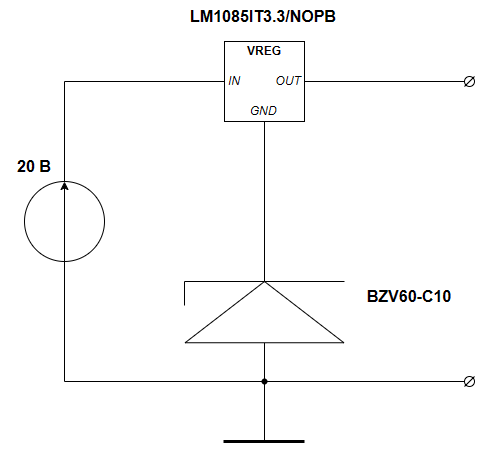 LM1085IT3.3/NOPB
VREG
IN OUT
GND
20 В
BZV60-C10